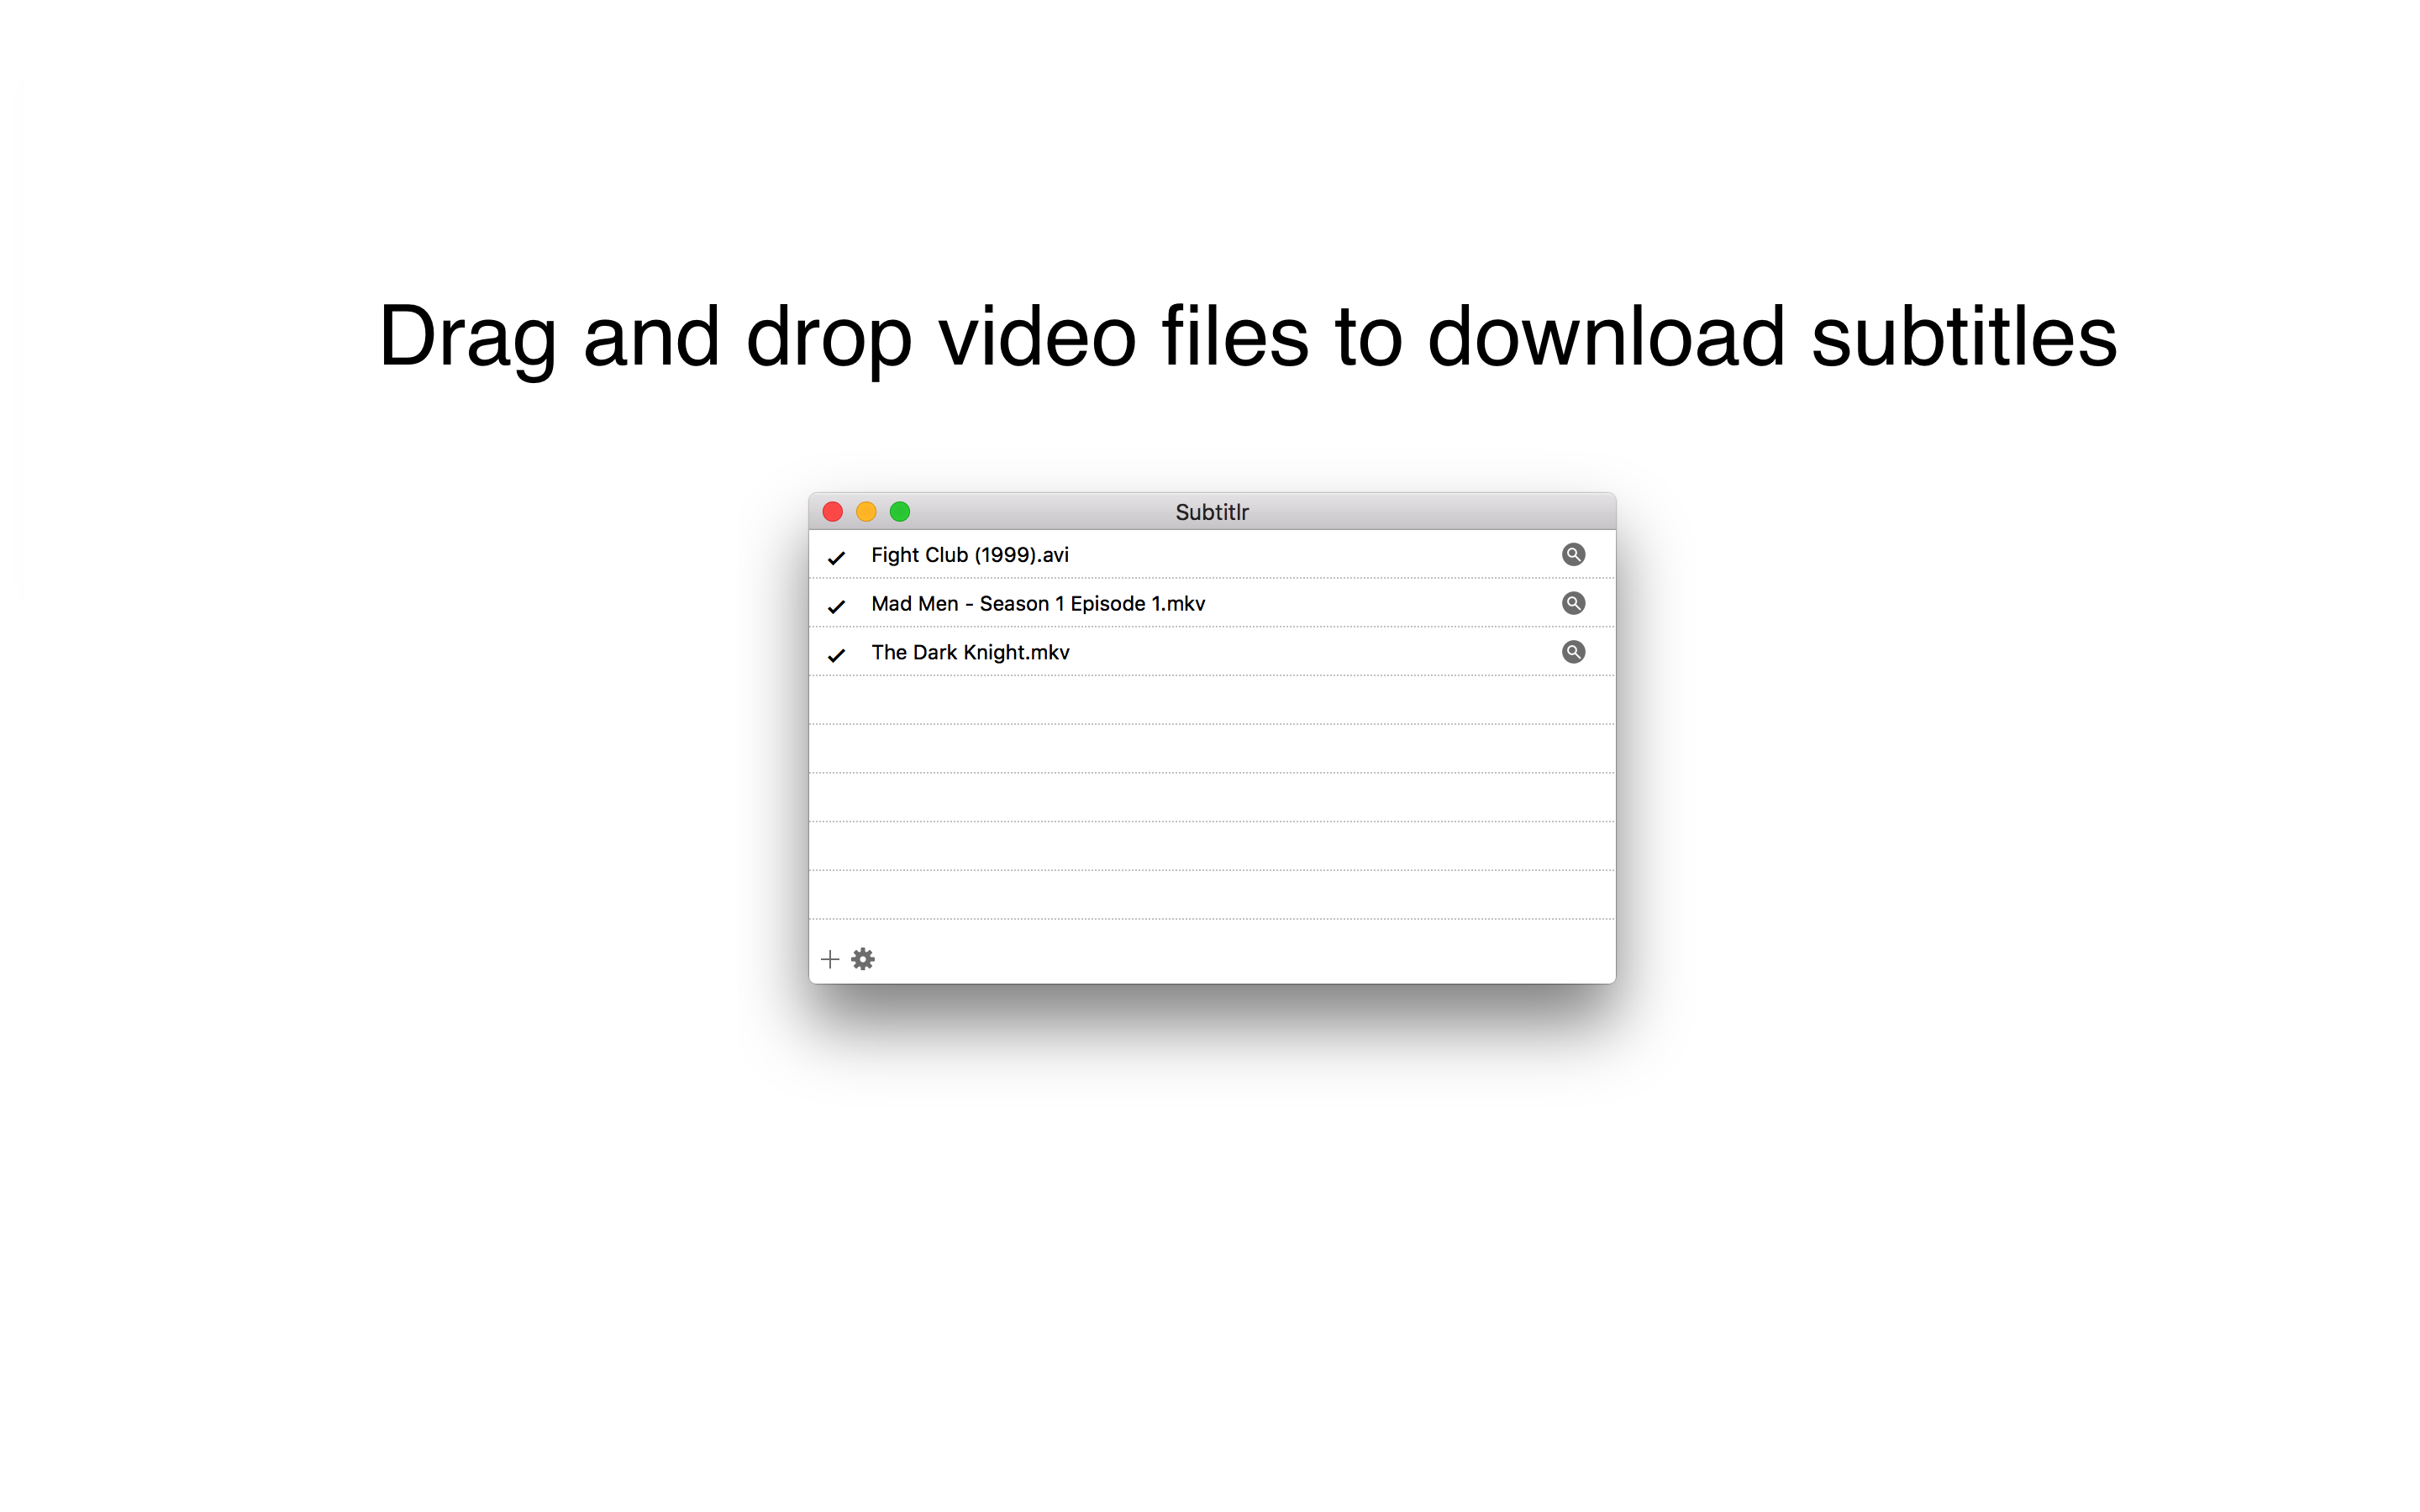 Drag and drop video files to download subtitles
Subtitlr
Fight Club (1999).avi
Mad Men - Season 1 Episode 1.mkv
The Dark Knight.mkv